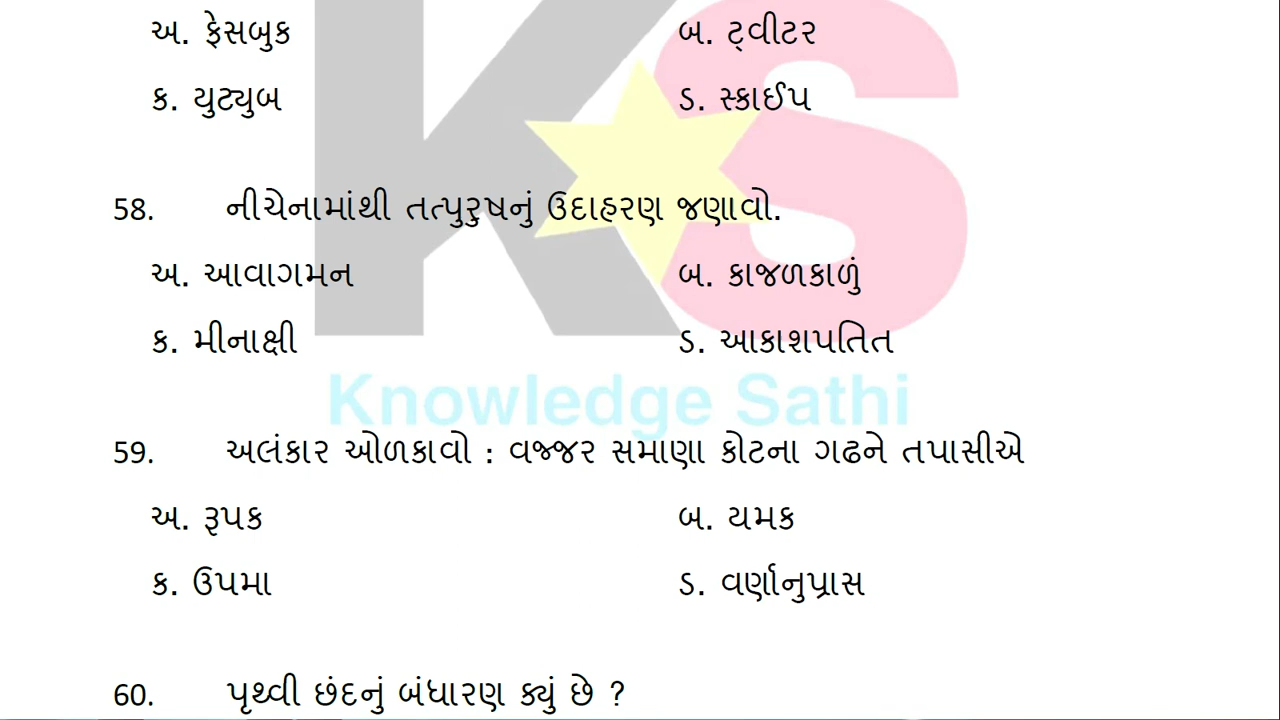 અ. ફેસબુક બ. ટ્વીટર
ક. યુટ્યુબ ડ. સ્કાઈપ
58. નીચેનામાંથી તત્પુરુષનું ઉદાહરણ જણાવો.
અ. આવાગમન બ. કાજળકાળું
ક. મીનાક્ષી ડ. આકાશપતિત
Knowledge Sathi
59. અલંકાર ઓળકાવો : વજ્જર સમાણા કોટના ગઢને તપાસીએ
અ. રૂપક બ. યમક
ક. ઉપમા ડ. વર્ણાનુપ્રાસ
60. પૃથ્વી છંદનું બંધારણ ક્યું છે ?